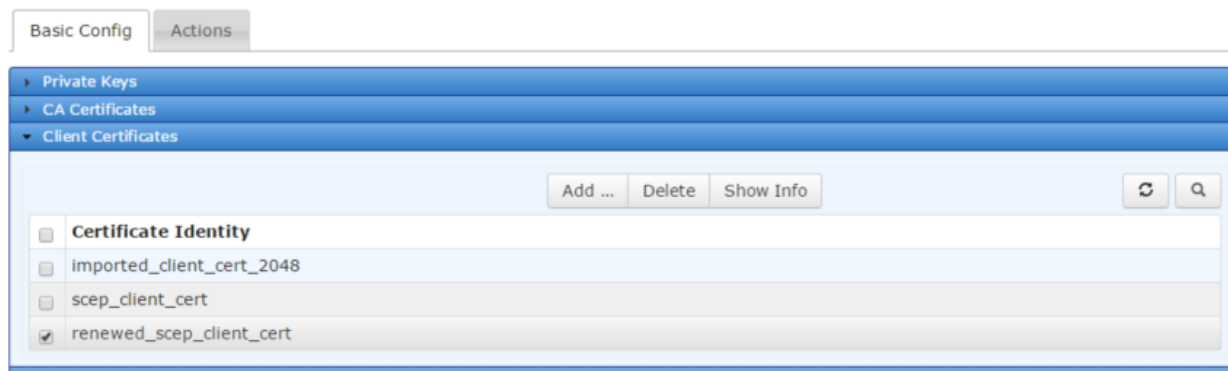 Basic Config Actions
Private Keys
CA Certificates
Client Certificates
Add ... Delete Show Info
Certificate Identity
imported_client_cert_2048
scep_client_cert
renewed_scep_client_cert